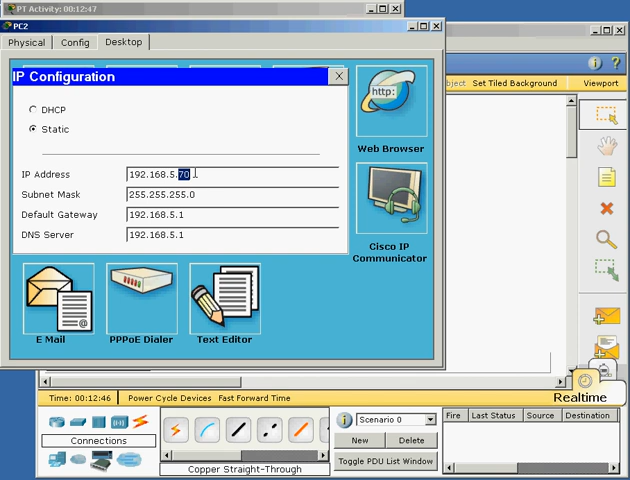 PT Activity: 00:12:47
PC2
Physical Config Desktop
IP Configuration X
http:
DHCP
Static
Web Browser
IP Address 192.168.5.70
Subnet Mask 255.255.255.0
Default Gateway 192.168.5.1
DNS Server 192.168.5.1
Cisco IP
Communicator
E Mail PPPoE Dialer Text Editor
bject Set Tiled Background Viewport
Realtime
Time: 00:12:46 Power Cycle Devices Fast Forward Time
Scenario 0
Fire Last Status Source Destination
New Delete
Connections
Toggle PDU List Window
Copper Straight-Through